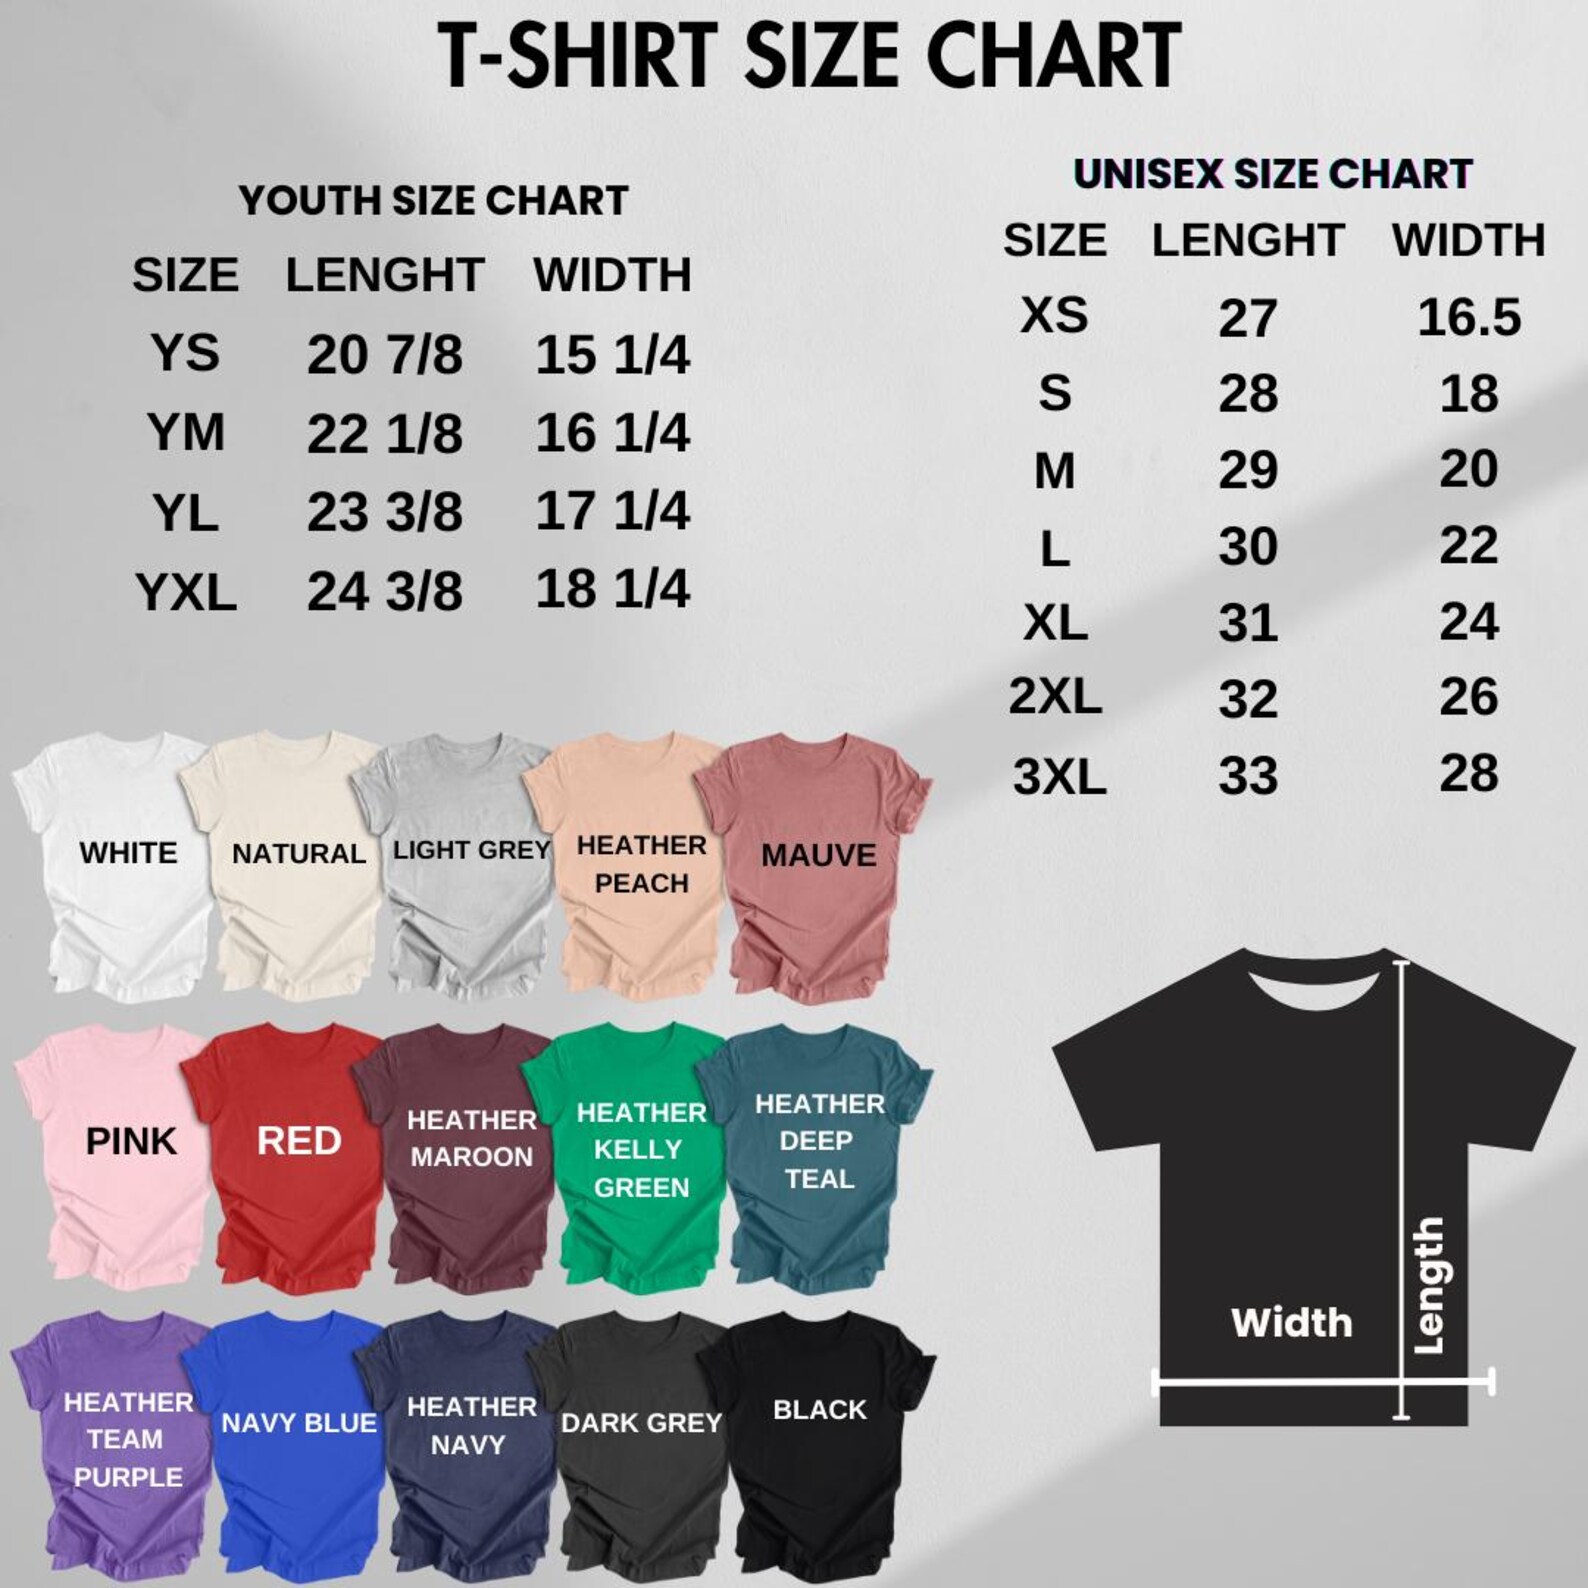 T-SHIRT SIZE CHART
YOUTH SIZE CHART
SIZE LENGHT WIDTH
YS 20 7/8 15 1/4
YM 22 1/8 16 1/4
YL 23 3/8 17 1/4
YXL 24 3/8 18 1/4
UNISEX SIZE CHART
SIZE LENGHT WIDTH
XS 27 16.5
S 28 18
M 29 20
L 30 22
XL 31 24
2XL 32 26
3XL 33 28
WHITE
NATURAL
LIGHT GREY
HEATHER
PEACH
MAUVE
PINK
RED
HEATHER
MAROON
HEATHER
KELLY
GREEN
HEATHER
DEEP
TEAL
HEATHER
TEAM
PURPLE
NAVY BLUE
HEATHER
NAVY
DARK GREY
BLACK
Width
Length